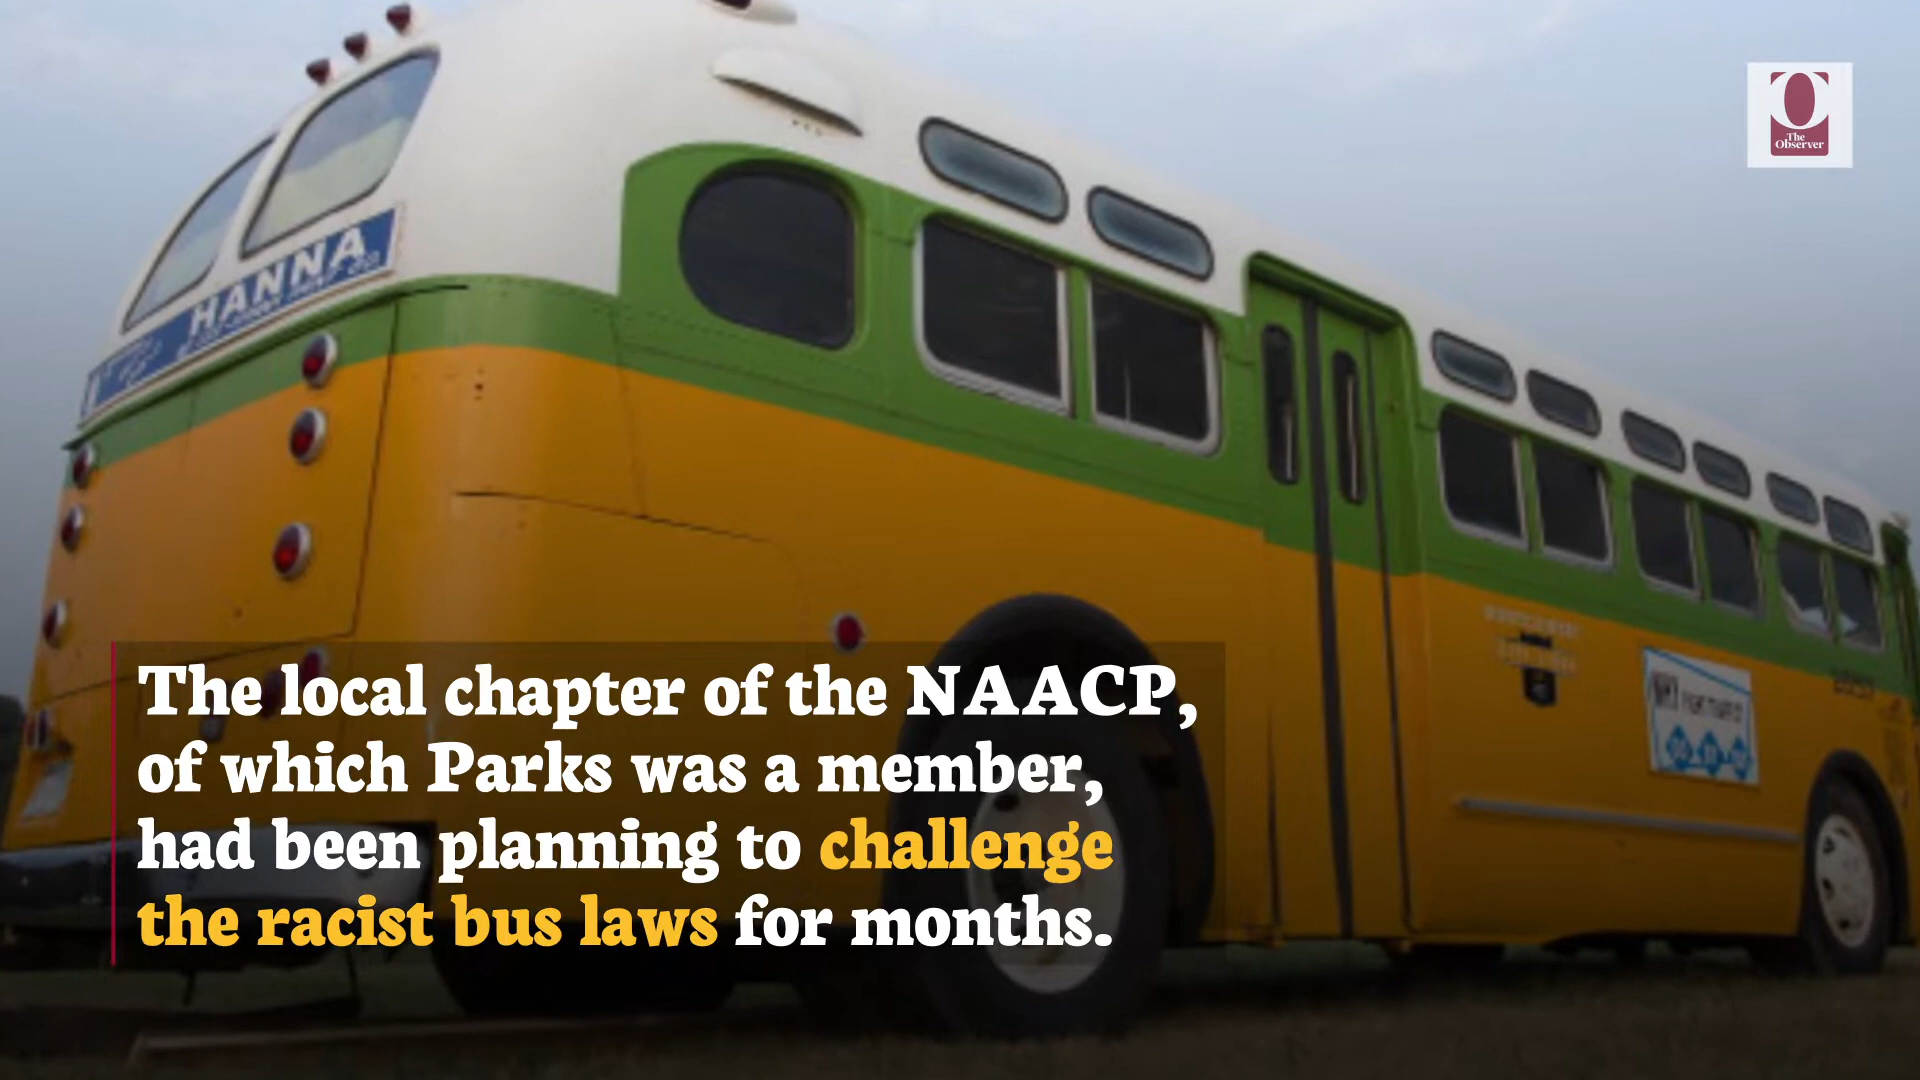 The
Observer
HANNA
The local chapter of the NAACP,
of which Parks was a member,
had been planning to challenge
the racist bus laws for months.